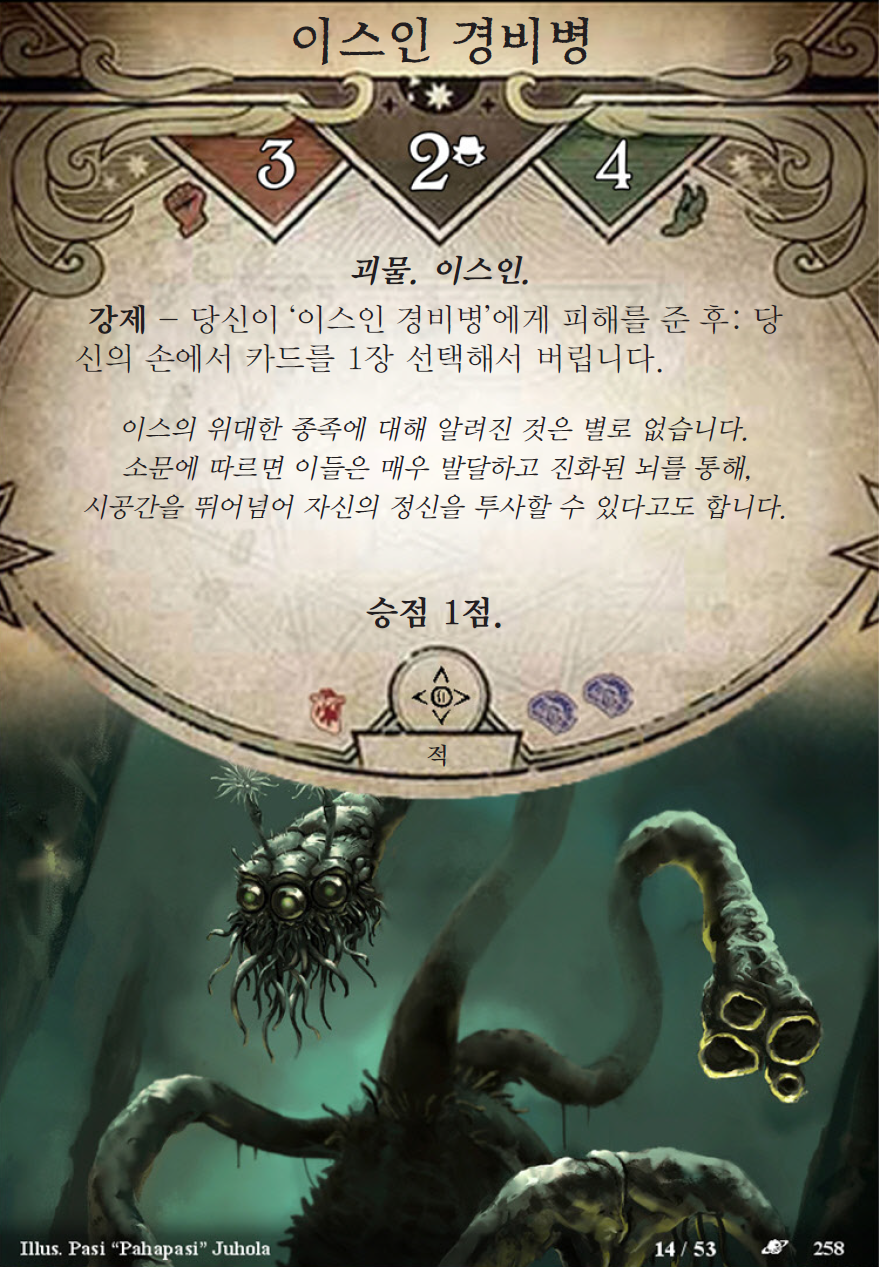 이스인 경비병
3
2
4
괴물. 이스인.
강제 – 당신이 ‘이스인 경비병’에게 피해를 준 후: 당
신의 손에서 카드를 1장 선택해서 버립니다.
이스의 위대한 종족에 대해 알려진 것은 별로 없습니다.
소문에 따르면 이들은 매우 발달하고 진화된 뇌를 통해,
시공간을 뛰어넘어 자신의 정신을 투사할 수 있다고도 합니다.
승점 1점.
적
Illus. Pasi “Pahapasi” Juhola
14 / 53
258